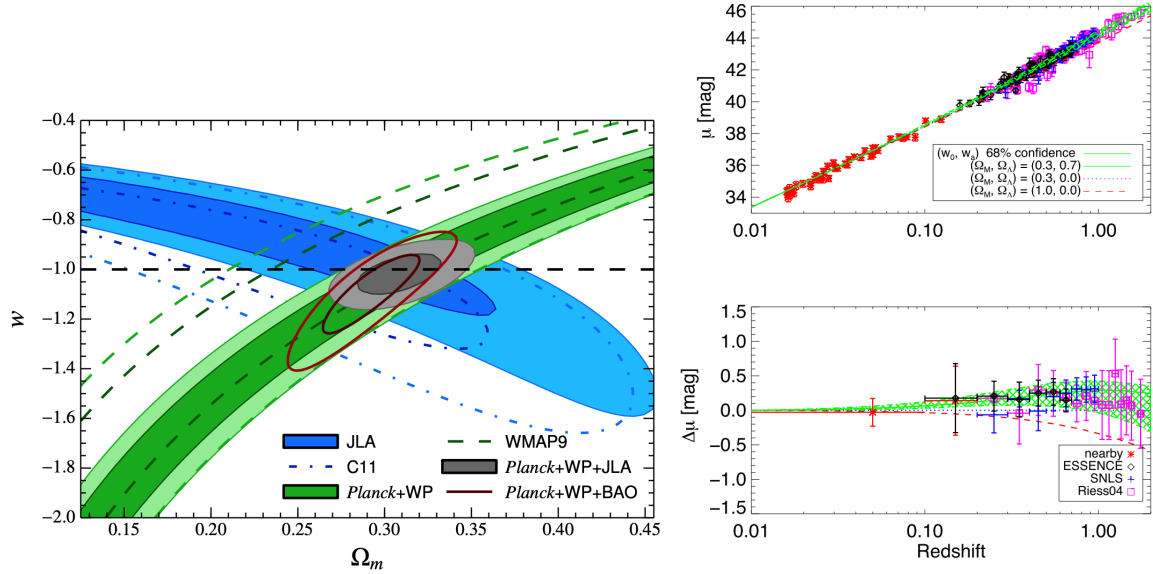 −0.4
−0.6
−0.8
−1.0
−1.2
−1.4
−1.6
−1.8
−2.0
w
0.15 0.20 0.25 0.30 0.35 0.40 0.45
Ωm
JLA
C11
Planck+WP
WMAP9
Planck+WP+JLA
Planck+WP+BAO
46
44
42
40
38
36
34
μ [mag]
(w0, wa) 68% confidence
(ΩM, ΩΛ) = (0.3, 0.7)
(ΩM, ΩΛ) = (0.3, 0.0)
(ΩM, ΩΛ) = (1.0, 0.0)
0.01 0.10 1.00
1.5
1.0
0.5
0.0
-0.5
-1.0
-1.5
Δμ [mag]
nearby
ESSENCE
SNLS
Riess04
0.01 0.10 1.00
Redshift